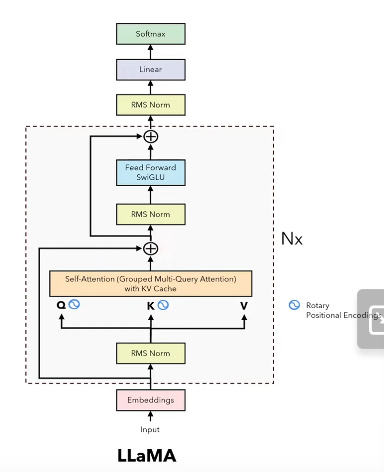 Softmax
Linear
RMS Norm
Feed Forward
SwiGLU
RMS Norm
Nx
Self-Attention (Grouped Multi-Query Attention)
with KV Cache
Q K V
Rotary
Positional Encoding
RMS Norm
Embeddings
Input
LLaMA